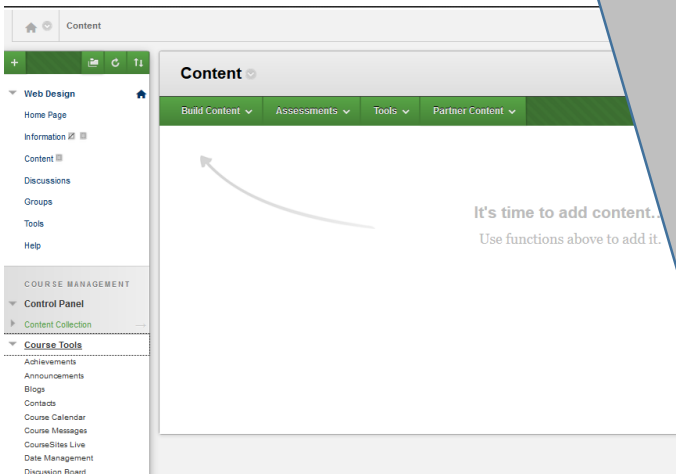 Content
Web Design
Home Page
Information
Content
Discussions
Groups
Tools
Help
COURSE MANAGEMENT
Control Panel
Content Collection
Course Tools
Achievements
Announcements
Blogs
Contacts
Course Calendar
Course Messages
CourseSites Live
Date Management
Discussion Board
Content
Build Content Assessments Tools Partner Content
It's time to add content..
Use functions above to add it.